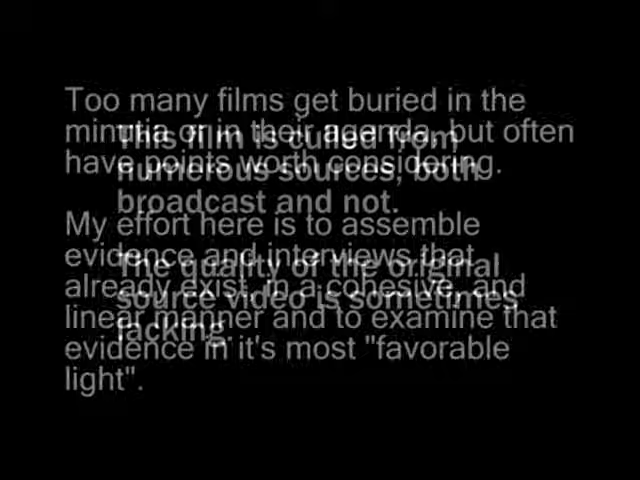 Too many films get buried in the
minutia or in their agenda, but often
have points worth considering.
My effort here is to assemble
evidence and interviews that
already exist, in a cohesive, and
linear manner and to examine that
evidence in it's most "favorable
light".
This film is culled from
numerous sources, both
broadcast and not.
The quality of the original
source video is sometimes
lacking.